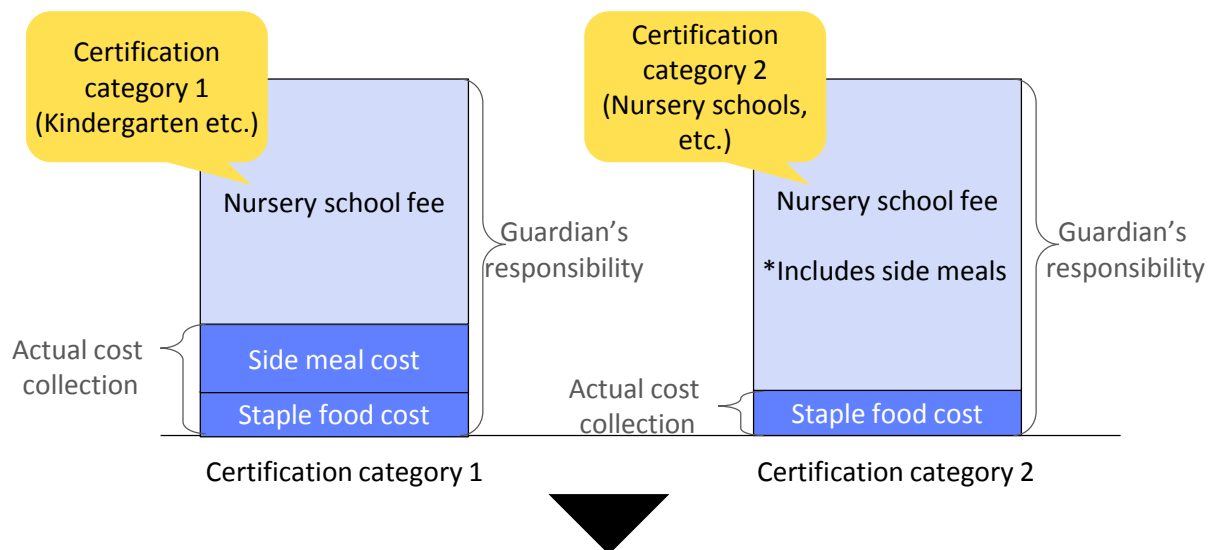 Certification
category 1
(Kindergarten etc.)
Nursery school fee
Guardian’s
responsibility
Actual cost
collection
Side meal cost
Staple food cost
Certification category 1
Certification
category 2
(Nursery schools,
etc.)
Nursery school fee
*Includes side meals
Guardian’s
responsibility
Actual cost
collection
Staple food cost
Certification category 2